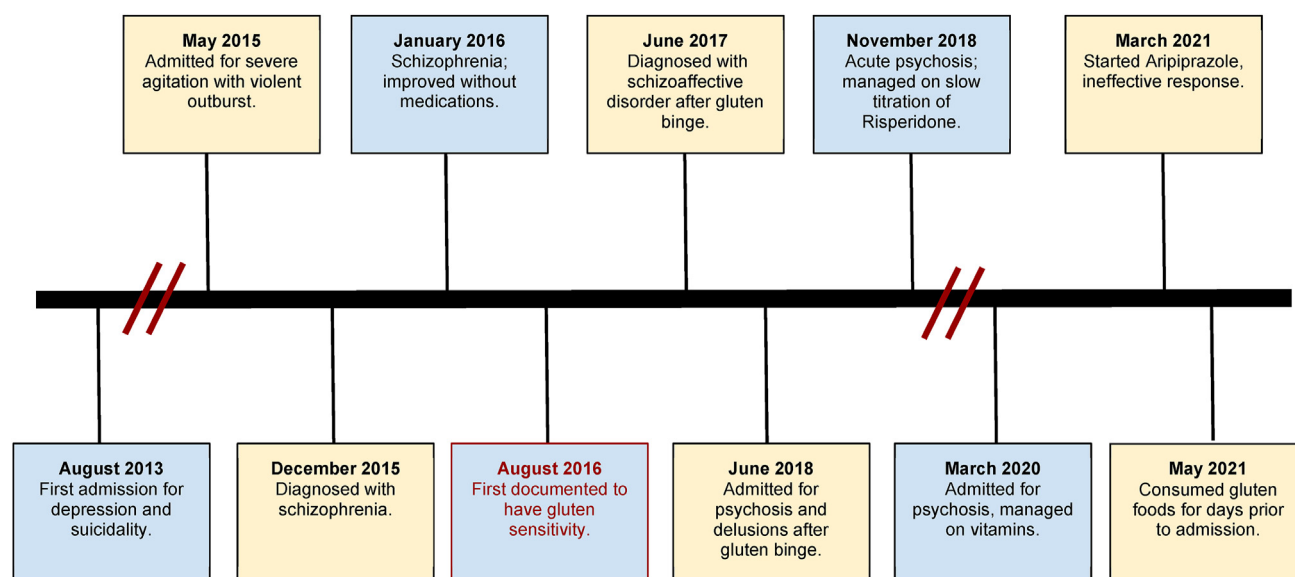 May 2015
Admitted for severe
agitation with violent
outburst.
January 2016
Schizophrenia;
improved without
medications.
June 2017
Diagnosed with
schizoaffective
disorder after gluten
binge.
November 2018
Acute psychosis;
managed on slow
titration of
Risperidone.
March 2021
Started Aripiprazole,
ineffective response.
August 2013
First admission for
depression and
suicidality.
December 2015
Diagnosed with
schizophrenia.
August 2016
First documented to
have gluten
sensitivity.
June 2018
Admitted for
psychosis and
delusions after
gluten binge.
March 2020
Admitted for
psychosis, managed
on vitamins.
May 2021
Consumed gluten
foods for days prior
to admission.